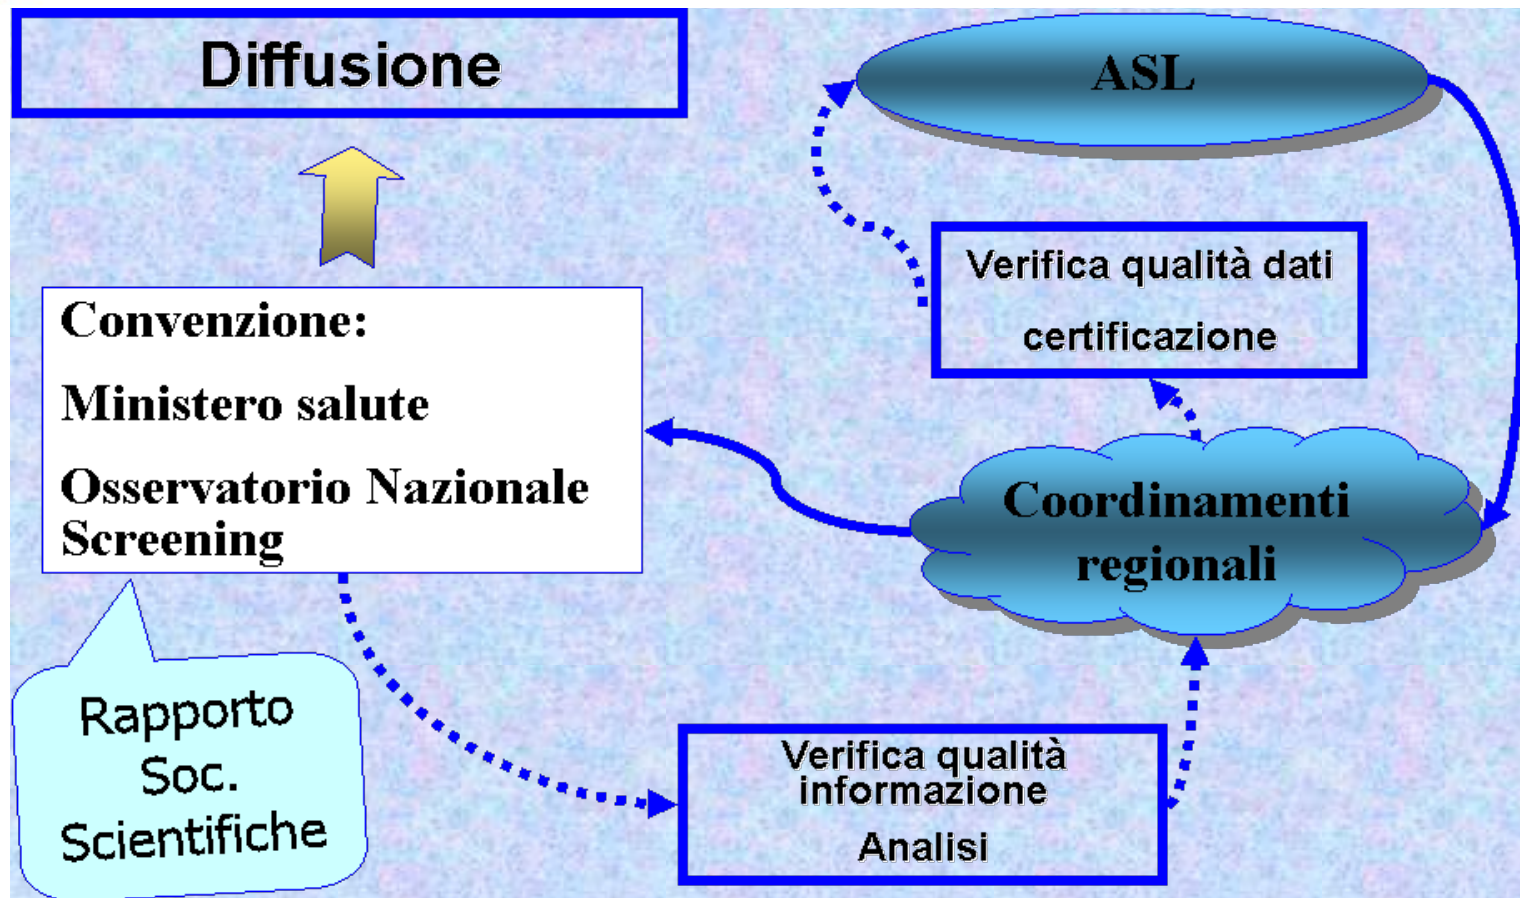 Diffusione
ASL
Verifica qualità dati
certificazione
Convenzione:
Ministero salute
Osservatorio Nazionale
Screening
Coordinamenti
regionali
Rapporto
Soc.
Scientifiche
Verifica qualità
informazione
Analisi